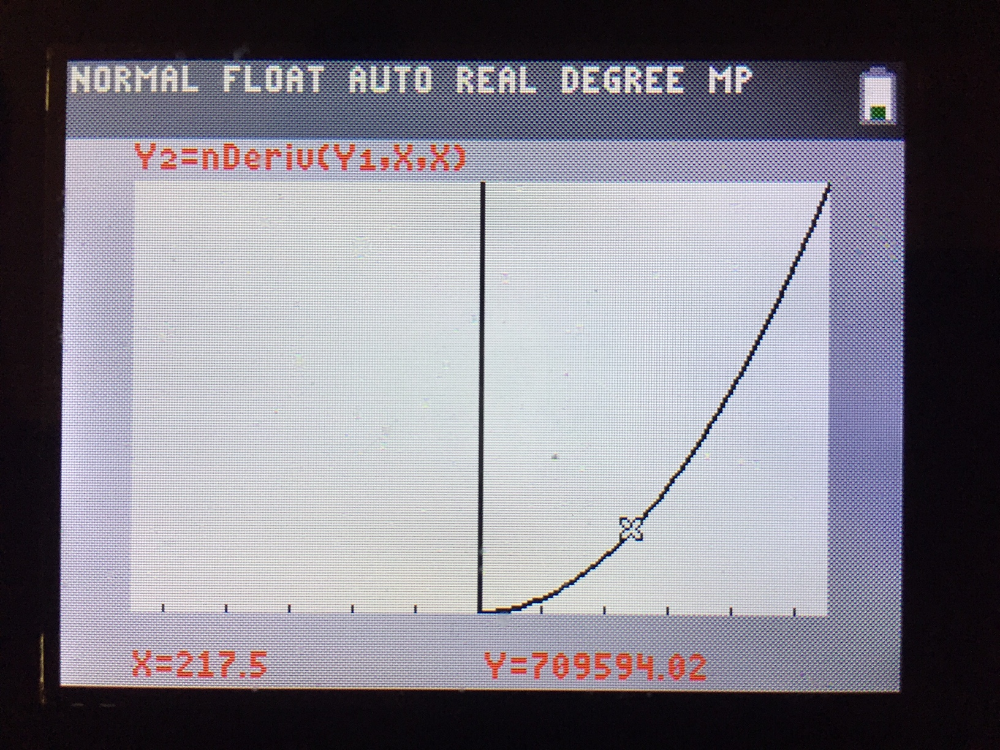 NORMAL FLOAT AUTO REAL DEGREE MP
Y2=nDeriv(Y1,X,X)
X=217.5 Y=709594.02